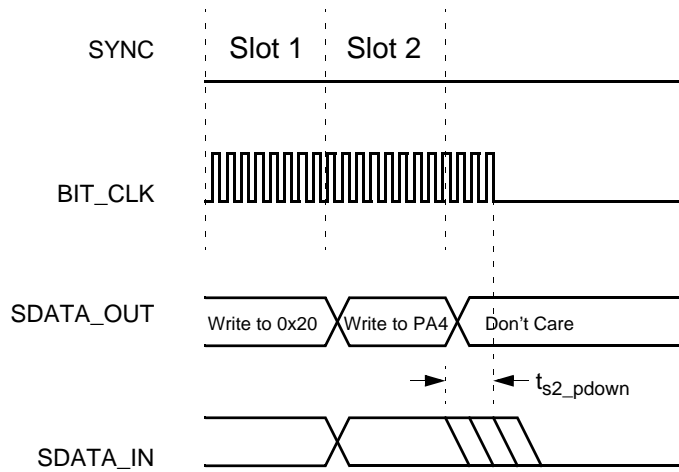 SYNC
Slot 1
Slot 2
BIT_CLK
SDATA_OUT
Write to 0x20
Write to PA4
Don't Care
ts2_pdown
SDATA_IN